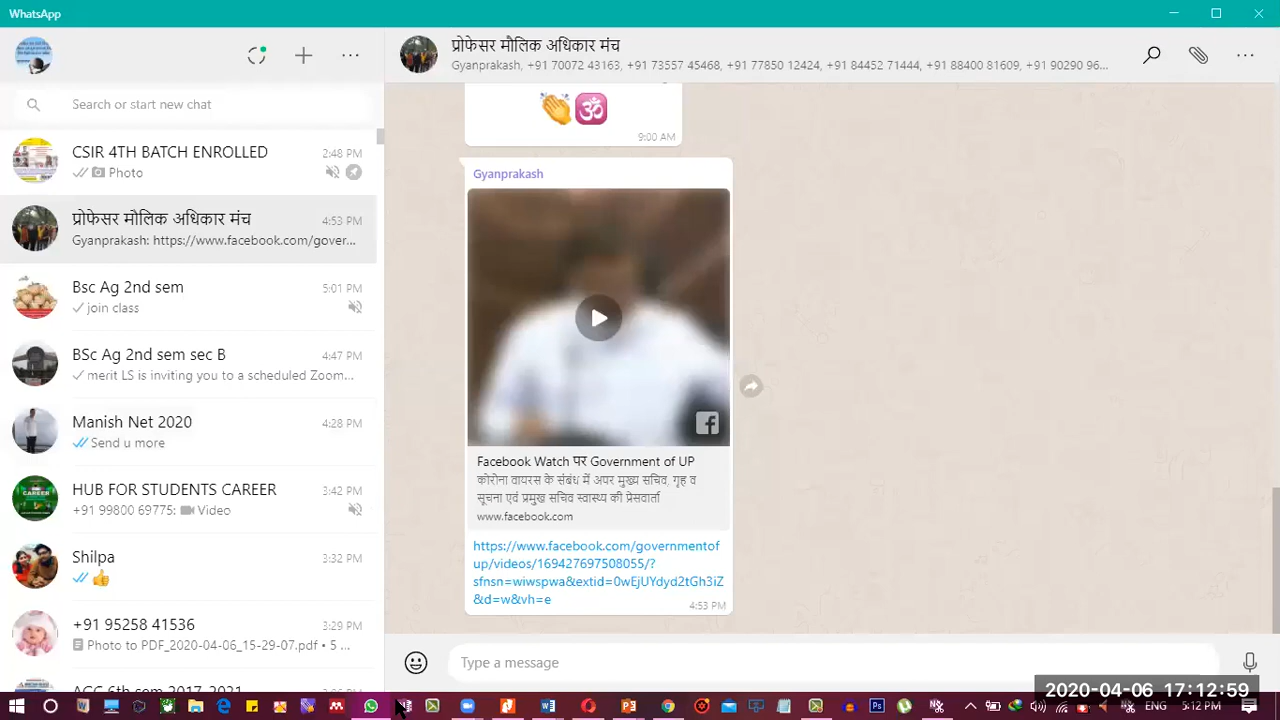 WhatsApp
Search or start new chat
CSIR 4TH BATCH ENROLLED
2:48 PM
Photo
प्रोफेसर मौलिक अधिकार मंच
4:53 PM
Gyanprakash: https://www.facebook.com/gover...
Bsc Ag 2nd sem
5:01 PM
join class
BSc Ag 2nd sem sec B
4:47 PM
merit LS is inviting you to a scheduled Zoom...
Manish Net 2020
4:28 PM
Send u more
HUB FOR STUDENTS CAREER
3:42 PM
+91 99800 69775: Video
Shilpa
3:32 PM
+91 95258 41536
3:29 PM
Photo to PDF_2020-04-06_15-29-07.pdf • 5 ...
प्रोफेसर मौलिक अधिकार मंच
Gyanprakash, +91 70072 43163, +91 73557 45468, +91 77850 12424, +91 84452 71444, +91 88400 81609, +91 90290 96...
9:00 AM
Gyanprakash
Facebook Watch पर Government of UP
कोरोना वायरस के संबंध में अपर मुख्य सचिव, गृह व
सूचना एवं प्रमुख सचिव स्वास्थ्य की प्रेसवार्ता
www.facebook.com
https://www.facebook.com/governmentof
up/videos/169427697508055/?
sfnsn=wiwspwa&extid=0wEjUYdyd2tGh3iZ
&d=w&vh=e
4:53 PM
Type a message
2020-04-06 17:12:59
5:12 PM